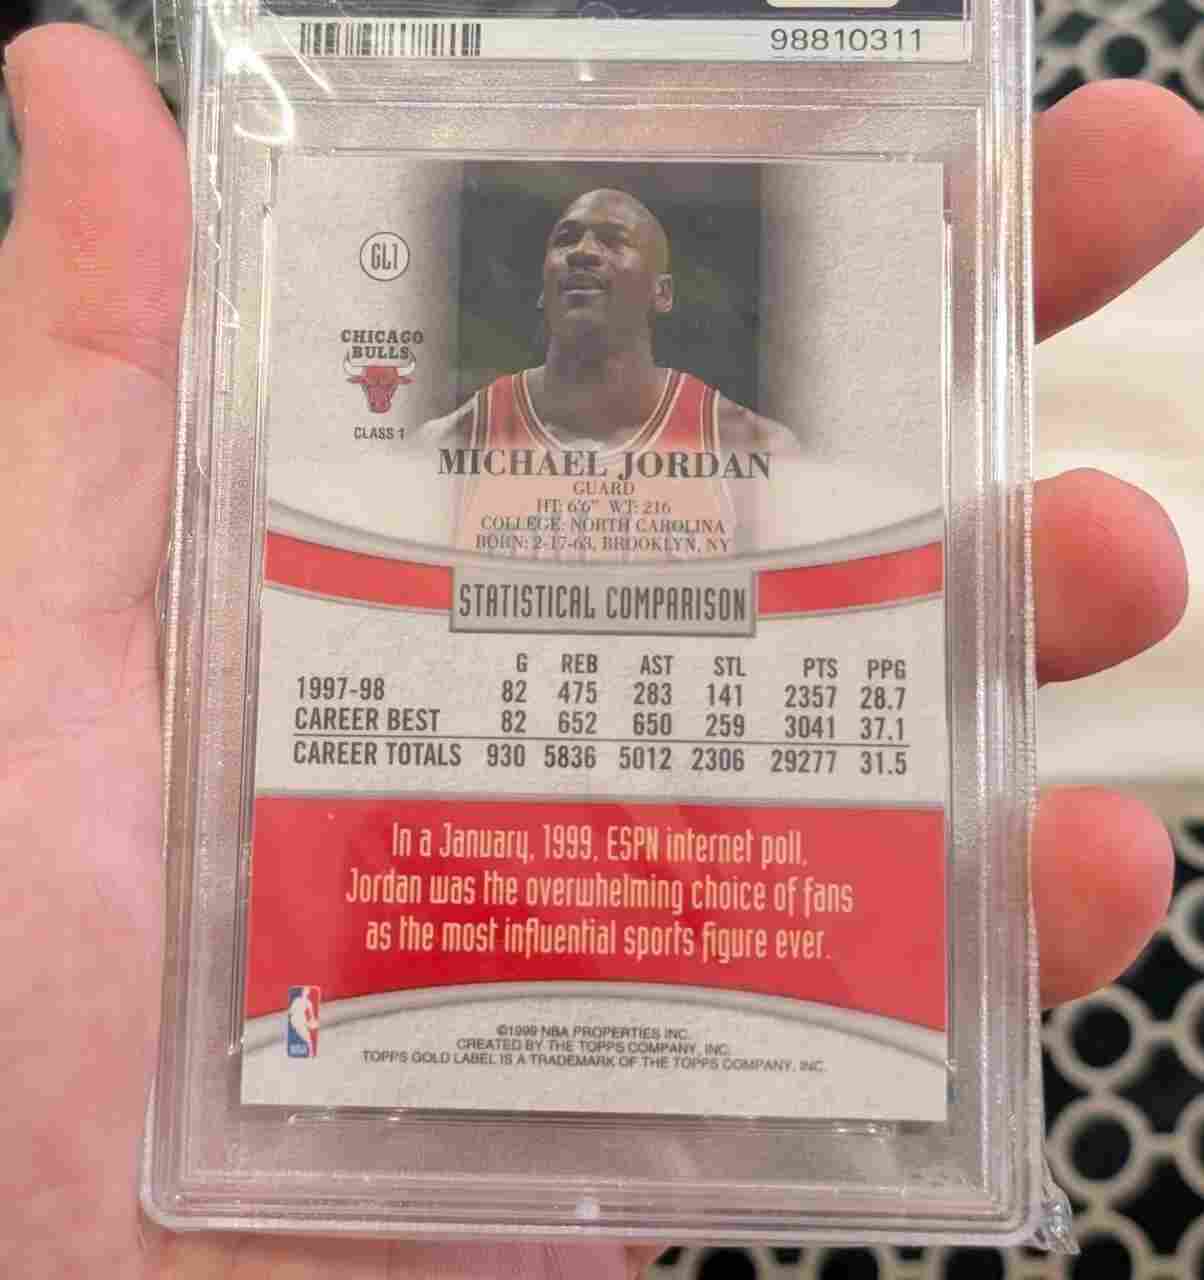 98810311
GL1
CHICAGO
BULLS
CLASS 1
MICHAEL JORDAN
GUARD
HT: 6'6" WT: 216
COLLEGE: NORTH CAROLINA
BORN: 2-17-63, BROOKLYN, NY
STATISTICAL COMPARISON
G REB AST STL PTS PPG
1997-98 82 475 283 141 2357 28.7
CAREER BEST 82 652 650 259 3041 37.1
CAREER TOTALS 930 5836 5012 2306 29277 31.5
In a January, 1999, ESPN internet poll,
Jordan was the overwhelming choice of fans
as the most influential sports figure ever.
NBA
©1999 NBA PROPERTIES INC.
CREATED BY THE TOPPS COMPANY, INC.
TOPPS GOLD LABEL IS A TRADEMARK OF THE TOPPS COMPANY, INC.